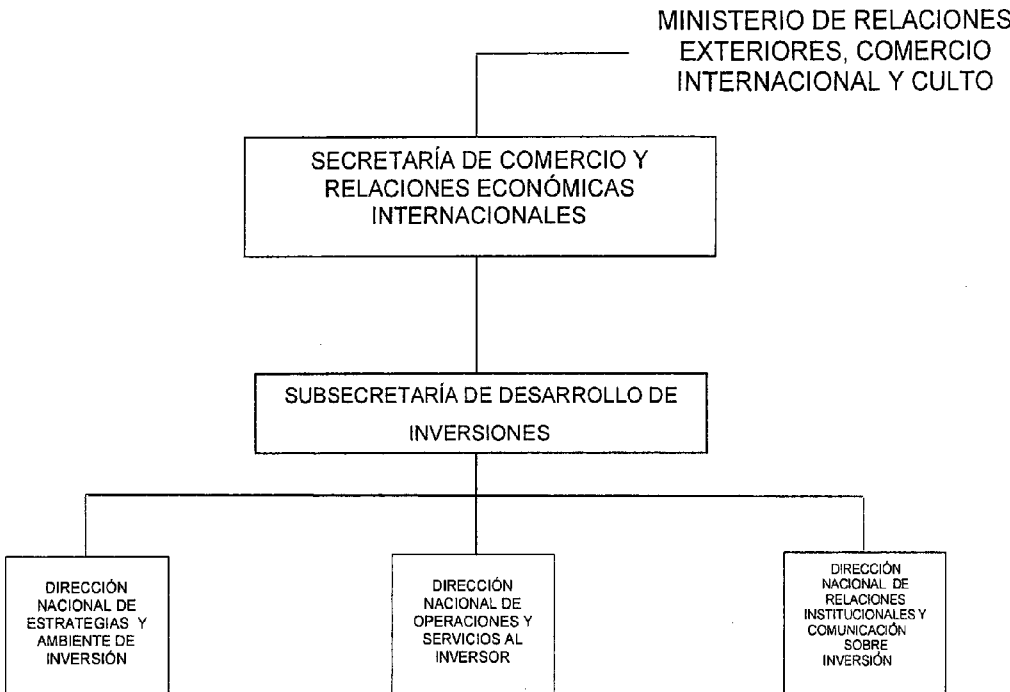 MINISTERIO DE RELACIONES
EXTERIORES, COMERCIO
INTERNACIONAL Y CULTO
SECRETARÍA DE COMERCIO Y
RELACIONES ECONÓMICAS
INTERNACIONALES
SUBSECRETARÍA DE DESARROLLO DE
INVERSIONES
DIRECCIÓN
NACIONAL DE
ESTRATEGIAS Y
AMBIENTE DE
INVERSIÓN
DIRECCIÓN
NACIONAL DE
OPERACIONES Y
SERVICIOS AL
INVERSOR
DIRECCIÓN
NACIONAL DE
RELACIONES
INSTITUCIONALES Y
COMUNICACIÓN
SOBRE
INVERSIÓN